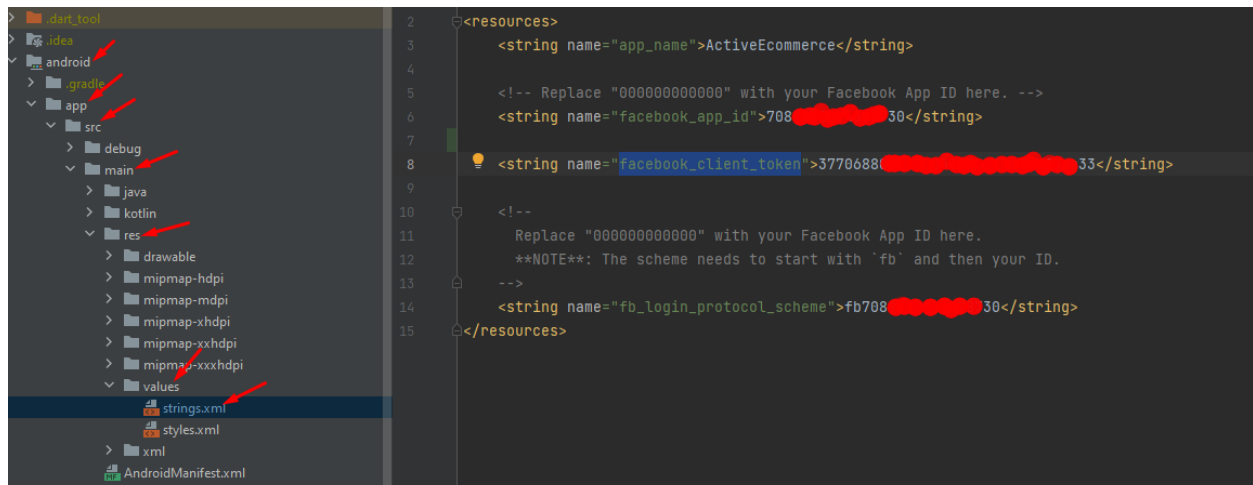 .dart_tool
.idea
android
.gradle
app
src
debug
main
java
kotlin
res
drawable
mipmap-hdpi
mipmap-mdpi
mipmap-xhdpi
mipmap-xxhdpi
mipmap-xxxhdpi
values
strings.xml
styles.xml
xml
AndroidManifest.xml
2 <resources>
3 <string name="app_name">ActiveEcommerce</string>
4
5 <!-- Replace "000000000000" with your Facebook App ID here. -->
6 <string name="facebook_app_id">708 30</string>
7
8 <string name="facebook_client_token">3770688 33</string>
9
10 <!--
11 Replace "000000000000" with your Facebook App ID here.
12 **NOTE**: The scheme needs to start with `fb` and then your ID.
13 -->
14 <string name="fb_login_protocol_scheme">fb708 30</string>
15 </resources>